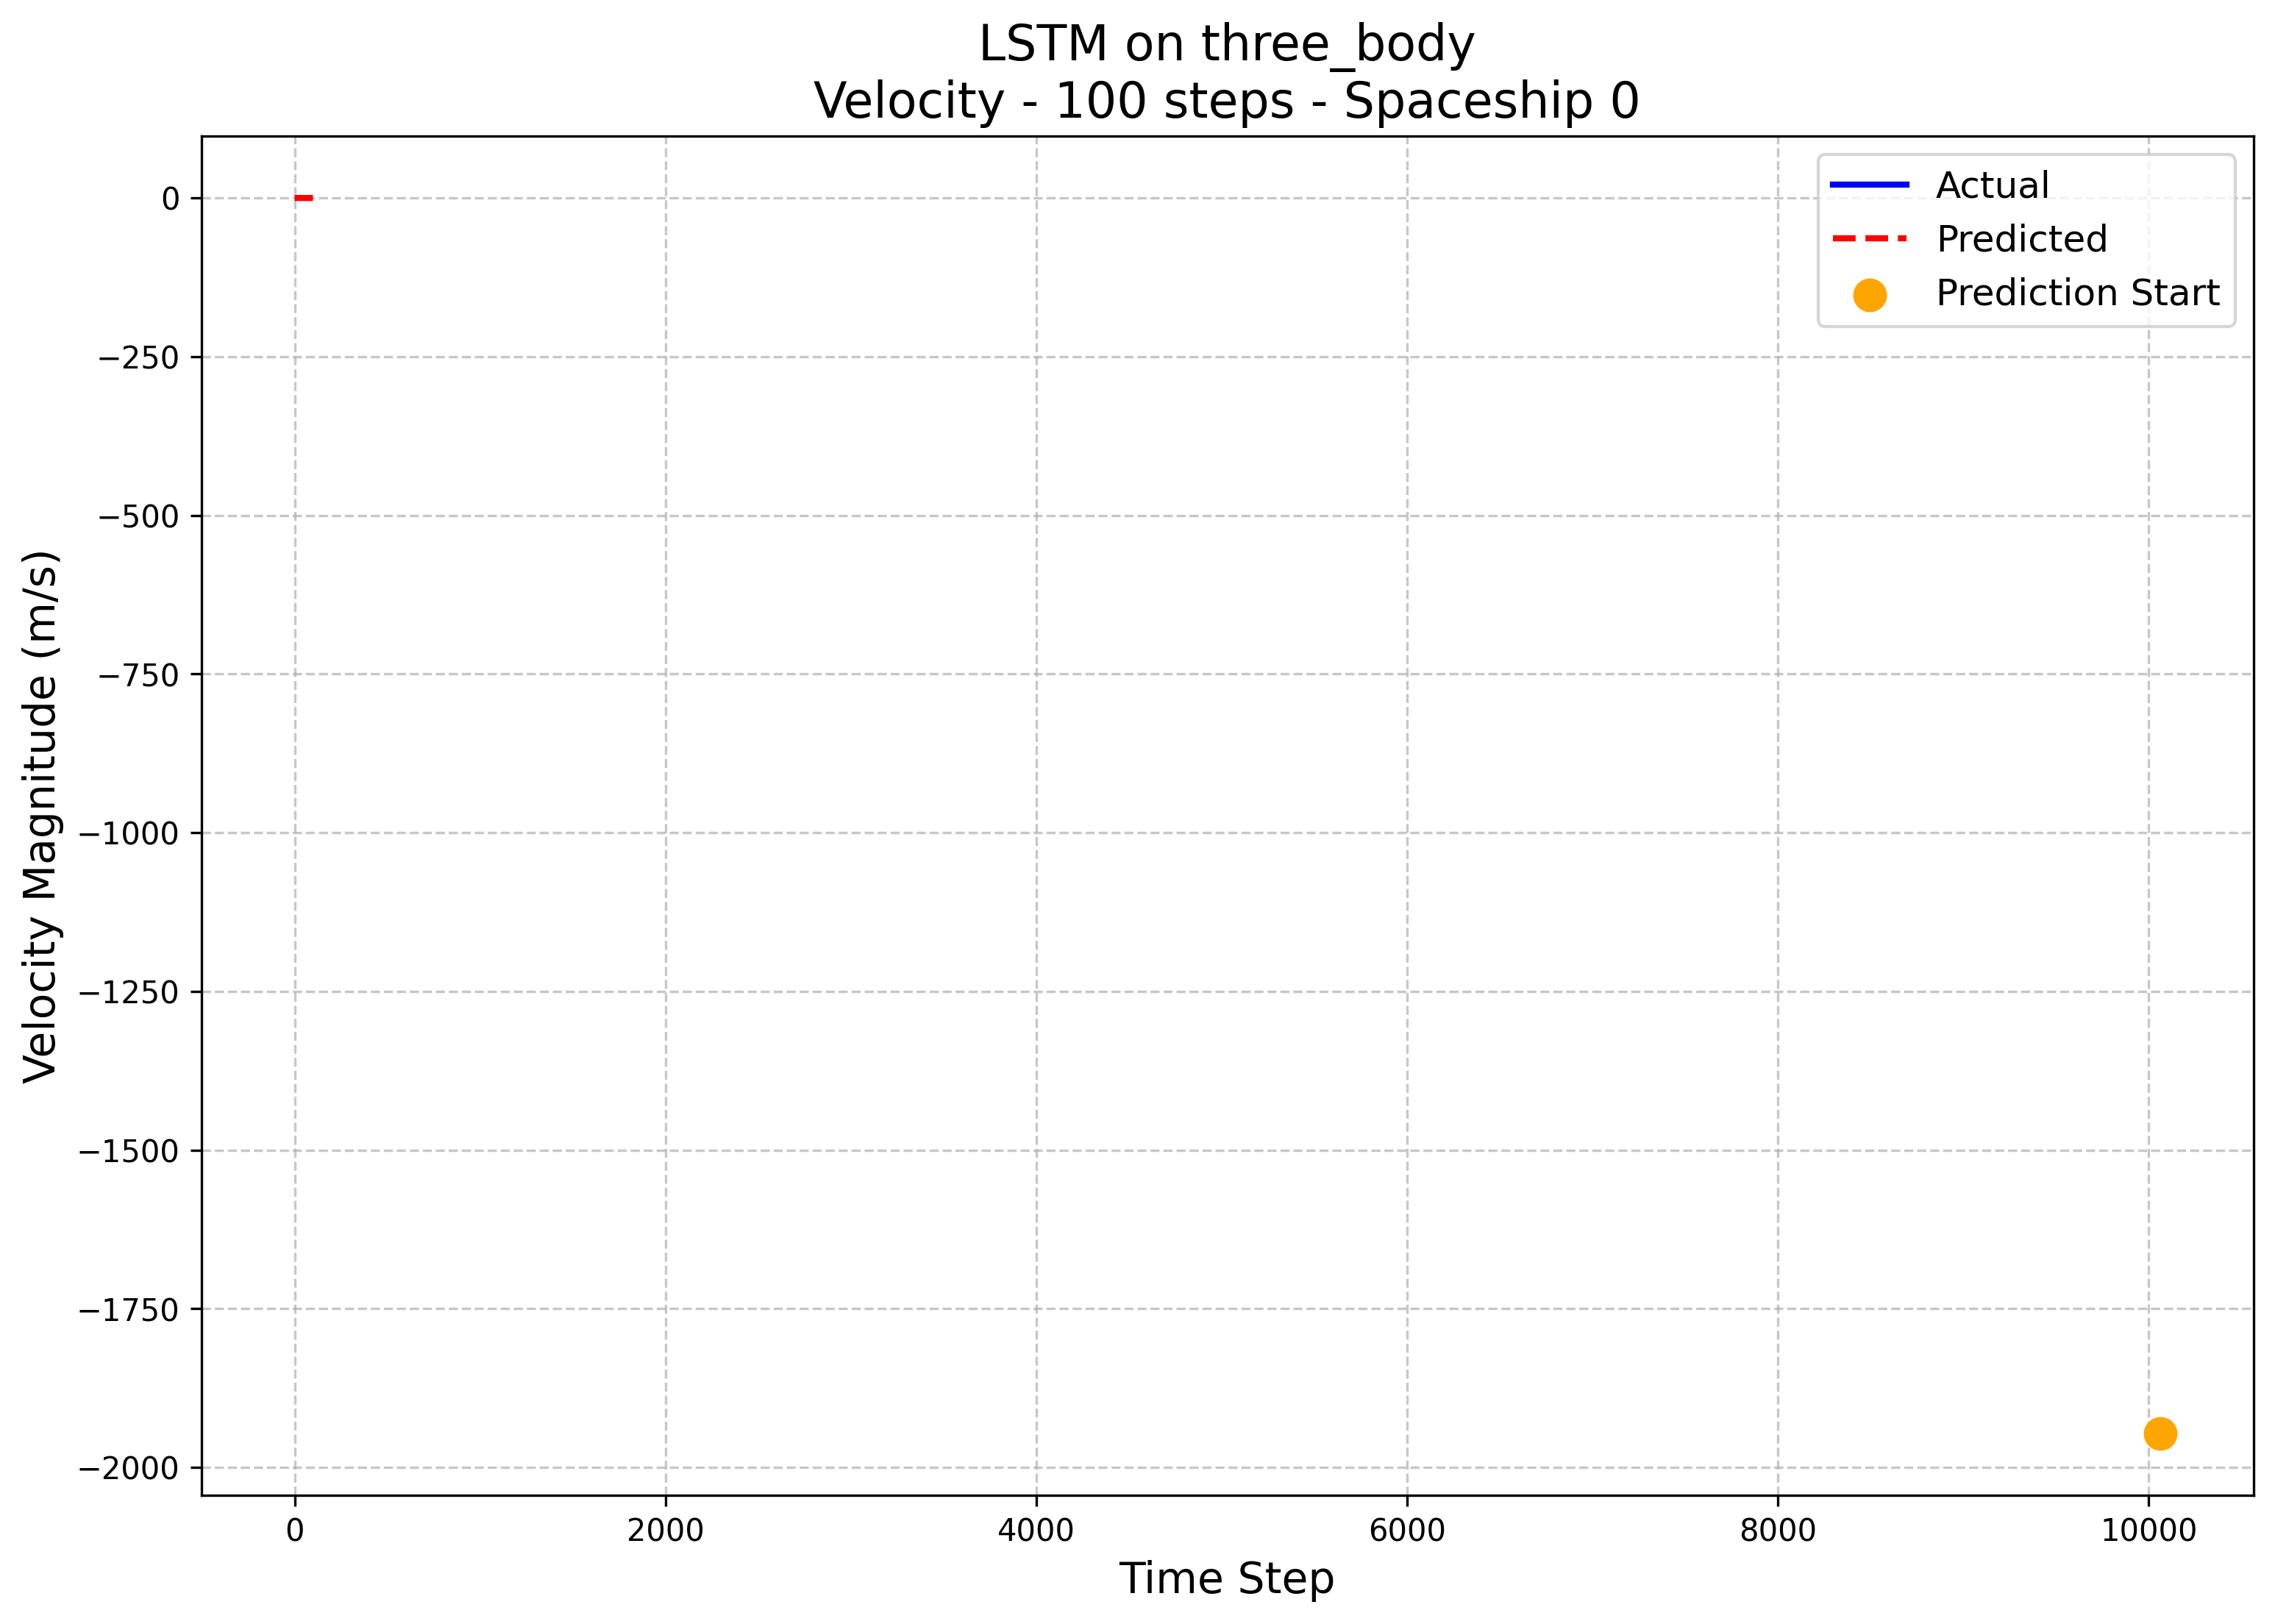 LSTM on three_body
Velocity - 100 steps - Spaceship 0
Actual
Predicted
Prediction Start
Velocity Magnitude (m/s)
0
−250
−500
−750
−1000
−1250
−1500
−1750
−2000
0
2000
4000
6000
8000
10000
Time Step